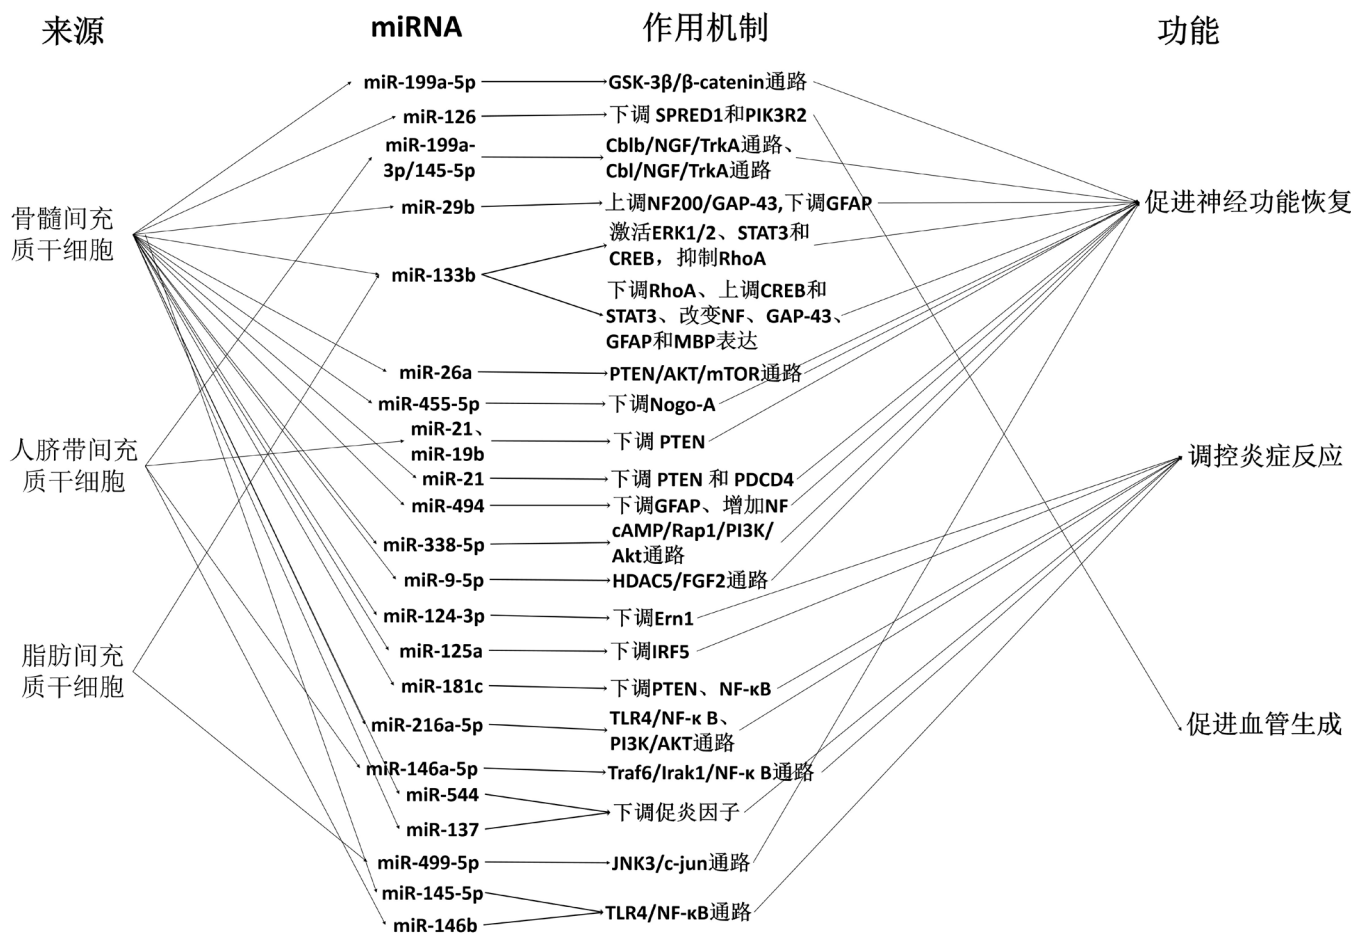 来源
miRNA
作用机制
功能
骨髓间充
质干细胞
人脐带间充
质干细胞
脂肪间充
质干细胞
miR-199a-5p
miR-126
miR-199a-
3p/145-5p
miR-29b
miR-133b
miR-26a
miR-455-5p
miR-21、
miR-19b
miR-21
miR-494
miR-338-5p
miR-9-5p
miR-124-3p
miR-125a
miR-181c
miR-216a-5p
miR-146a-5p
miR-544
miR-137
miR-499-5p
miR-145-5p
miR-146b
GSK-3β/β-catenin通路
下调 SPRED1和PIK3R2
Cblb/NGF/TrkA通路、
Cbl/NGF/TrkA通路
上调NF200/GAP-43,下调GFAP
激活ERK1/2、STAT3和
CREB，抑制RhoA
下调RhoA、上调CREB和
STAT3、改变NF、GAP-43、
GFAP和MBP表达
PTEN/AKT/mTOR通路
下调Nogo-A
下调 PTEN
下调 PTEN 和 PDCD4
下调GFAP、增加NF
cAMP/Rap1/PI3K/
Akt通路
HDAC5/FGF2通路
下调Ern1
下调IRF5
下调PTEN、NF-κB
TLR4/NF-κ B、
PI3K/AKT通路
Traf6/Irak1/NF-κ B通路
下调促炎因子
JNK3/c-jun通路
TLR4/NF-κB通路
促进神经功能恢复
调控炎症反应
促进血管生成